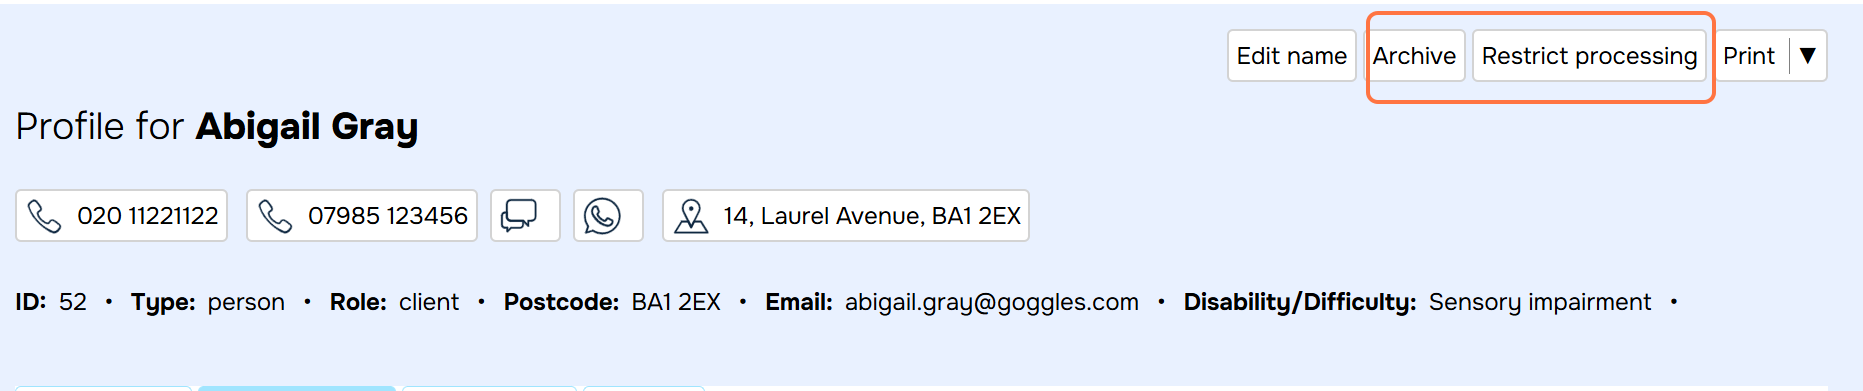 Edit name Archive Restrict processing Print ▼
Profile for Abigail Gray
020 11221122 07985 123456 14, Laurel Avenue, BA1 2EX
ID: 52 • Type: person • Role: client • Postcode: BA1 2EX • Email: abigail.gray@goggles.com • Disability/Difficulty: Sensory impairment •